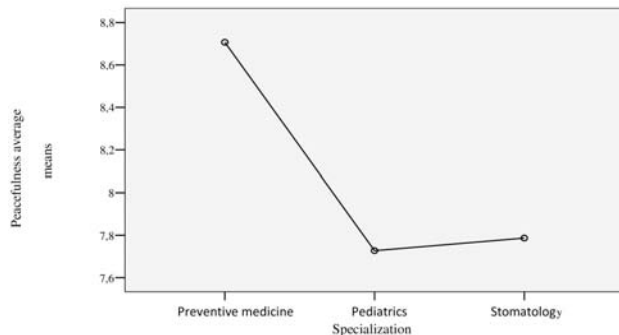 Peacefulness average
means
8,8
8,6
8,4
8,2
8
7,8
7,6
Preventive medicine Pediatrics Stomatology
Specialization